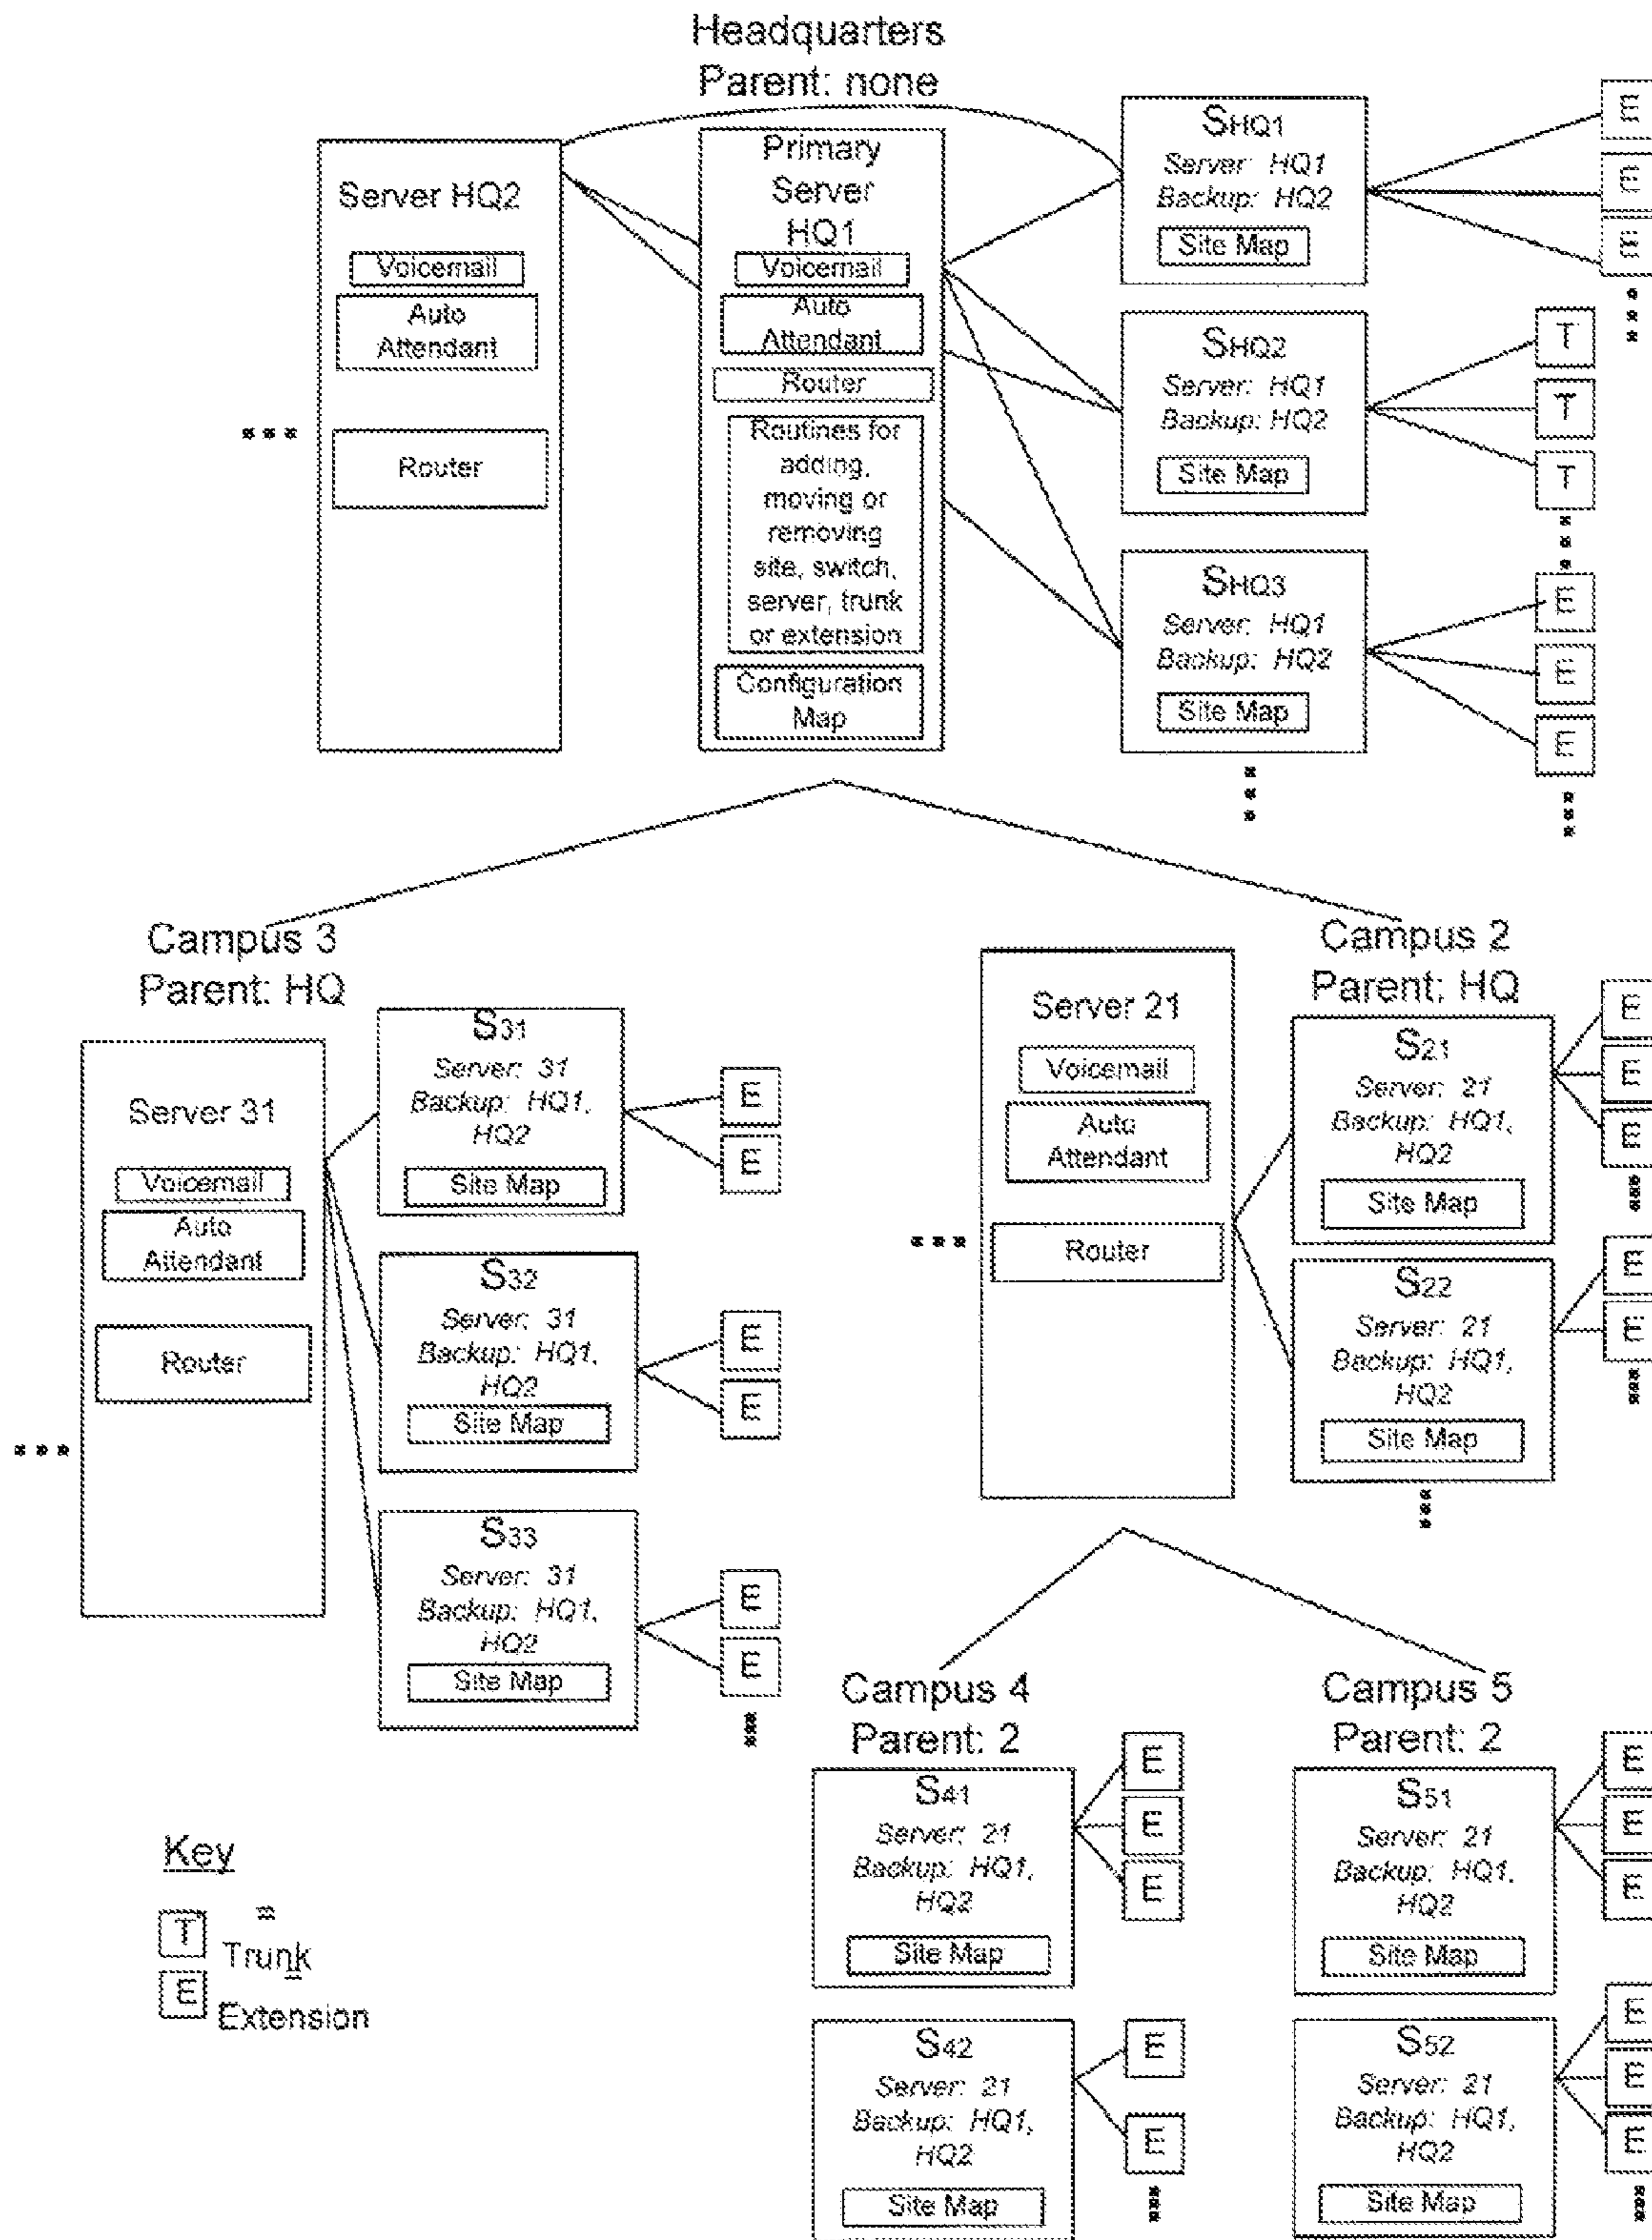 Headquarters
Parent: none
Server HQ2
Voicemail
Auto
Attendant
Router
Primary
Server
HQ1
Voicemail
Auto
Attendant
Router
Routines for
adding,
moving or
removing
site, switch,
server, trunk
or extension
Configuration
Map
SHQ1
Server: HQ1
Backup: HQ2
Site Map
E
E
E
SHQ2
Server: HQ1
Backup: HQ2
Site Map
T
T
T
SHQ3
Server: HQ1
Backup: HQ2
Site Map
E
E
E
Campus 3
Parent: HQ
Server 31
Voicemail
Auto
Attendant
Router
S31
Server: 31
Backup: HQ1,
HQ2
Site Map
E
E
S32
Server: 31
Backup: HQ1,
HQ2
Site Map
E
E
S33
Server: 31
Backup: HQ1,
HQ2
Site Map
E
E
Campus 2
Parent: HQ
Server 21
Voicemail
Auto
Attendant
Router
S21
Server: 21
Backup: HQ1,
HQ2
Site Map
E
E
E
S22
Server: 21
Backup: HQ1,
HQ2
Site Map
E
E
Campus 4
Parent: 2
S41
Server: 21
Backup: HQ1,
HQ2
Site Map
E
E
E
S42
Server: 21
Backup: HQ1,
HQ2
Site Map
E
E
Campus 5
Parent: 2
S51
Server: 21
Backup: HQ1,
HQ2
Site Map
E
E
E
S52
Server: 21
Backup: HQ1,
HQ2
Site Map
E
E
E
Key
T =
Trunk
E =
Extension